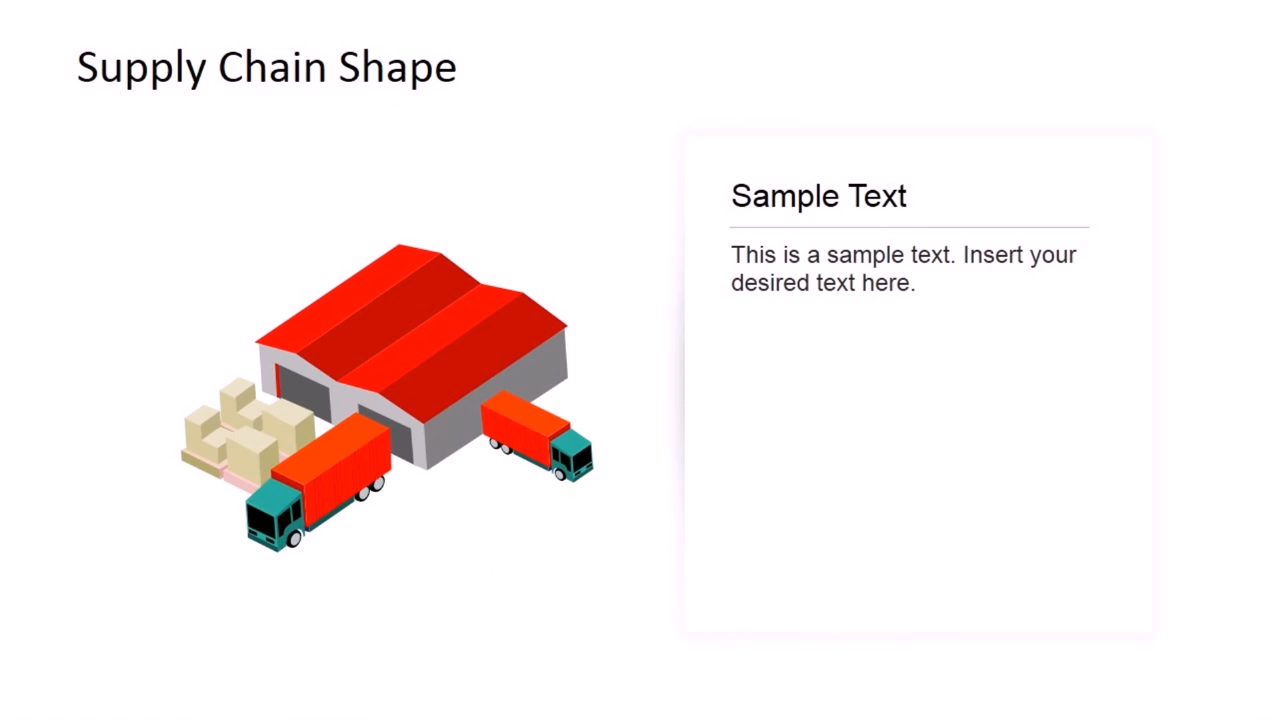 Supply Chain Shape
Sample Text
This is a sample text. Insert your
desired text here.